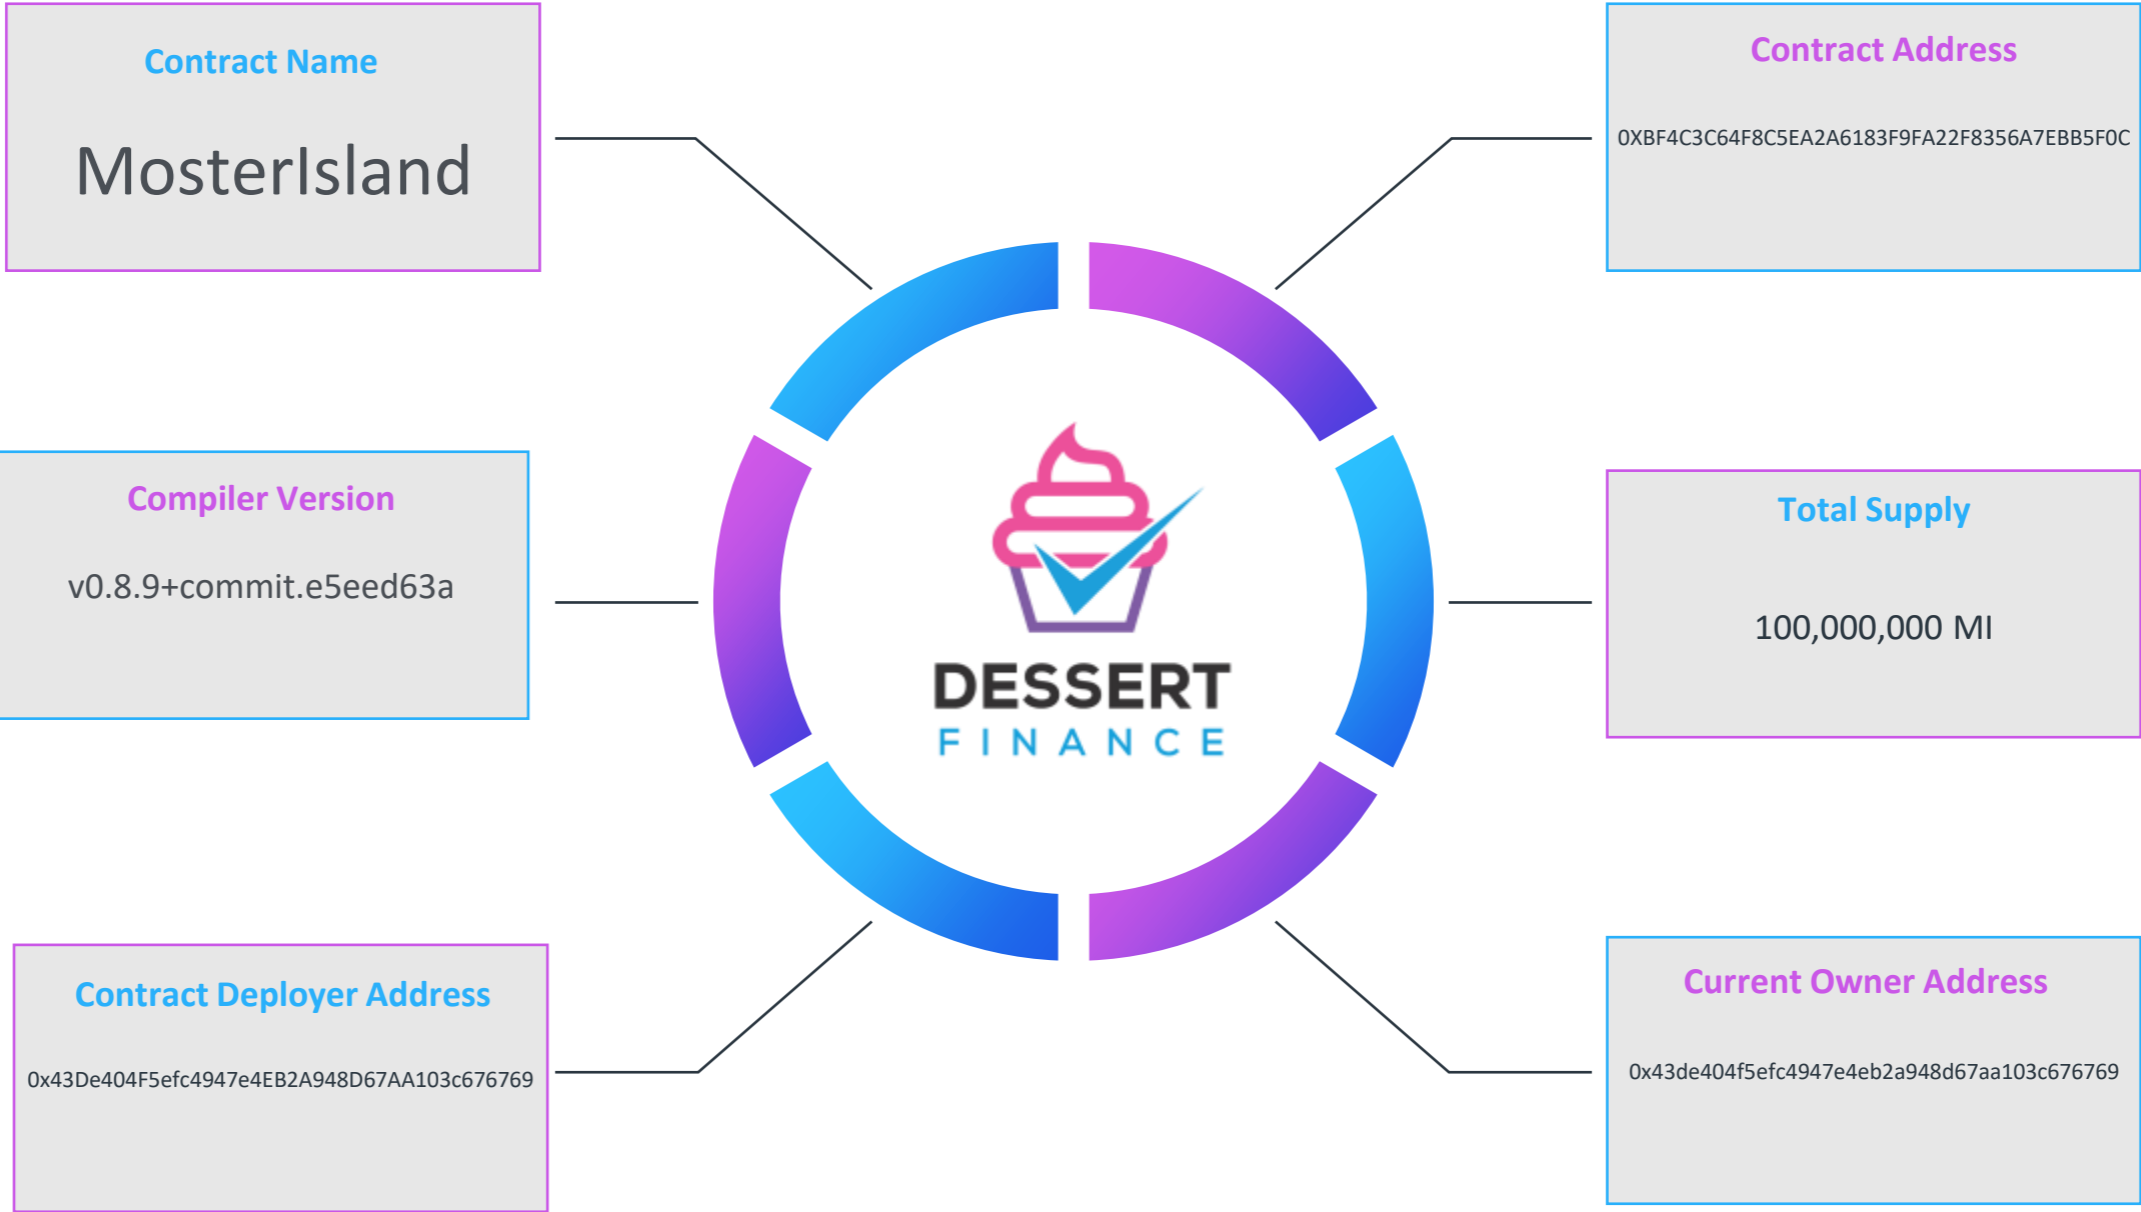 Contract Name
MosterIsland
Contract Address
0XBF4C3C64F8C5EA2A6183F9FA22F8356A7EBB5F0C
Compiler Version
v0.8.9+commit.e5eed63a
DESSERT
FINANCE
Total Supply
100,000,000 MI
Contract Deployer Address
0x43De404F5efc4947e4EB2A948D67AA103c676769
Current Owner Address
0x43de404f5efc4947e4eb2a948d67aa103c676769